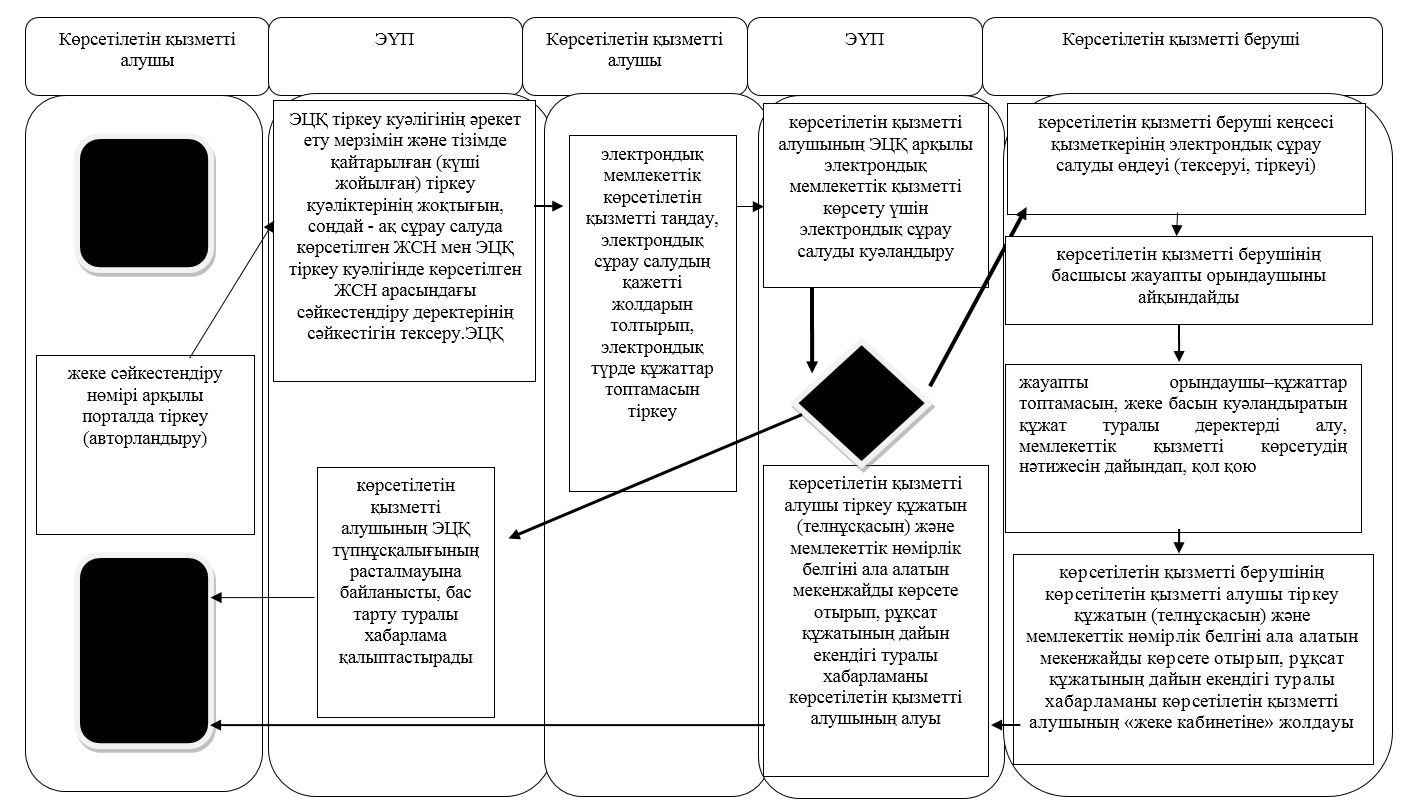 Көрсетілетін қызметті
алушы
ЭҮП
Көрсетілетін қызметті
алушы
ЭҮП
Көрсетілетін қызметті беруші
жеке сәйкестендіру
нөмірі арқылы
порталда тіркеу
(авторландыру)
ЭЦҚ тіркеу куәлігінің әрекет
ету мерзімін және тізімде
қайтарылған (күші
жойылған) тіркеу
куәліктерінің жоқтығын,
сондай - ақ сұрау салуда
көрсетілген ЖСН мен ЭЦҚ
тіркеу куәлігінде көрсетілген
ЖСН арасындағы
сәйкестендіру деректерінің
сәйкестігін тексеру.ЭЦҚ
көрсетілетін
қызметті
алушының ЭЦҚ
түпнұсқалығының
расталмауына
байланысты, бас
тарту туралы
хабарлама
қалыптастырады
электрондық
мемлекеттік
көрсетілетін
қызметті таңдау,
электрондық
сұрау салудың
қажетті
жолдарын
толтырып,
электрондық
түрде құжаттар
топтамасын
тіркеу
көрсетілетін қызметті
алушының ЭЦҚ арқылы
электрондық
мемлекеттік қызметті
көрсету үшін
электрондық сұрау
салуды куәландыру
көрсетілетін қызметті
алушы тіркеу құжатын
(телнұсқасын) және
мемлекеттік нөмірлік
белгіні ала алатын
мекенжайды көрсете
отырып, рұқсат
құжатының дайын
екендігі туралы
хабарламаны
көрсетілетін қызметті
алушының алуы
көрсетілетін қызметті беруші кеңсесі
қызметкерінің электрондық сұрау
салуды өңдеуі (тексеруі, тіркеуі)
көрсетілетін қызметті берушінің
басшысы жауапты орындаушыны
айқындайды
жауапты орындаушы–құжаттар
топтамасын, жеке басын куәландыратын
құжат туралы деректерді алу,
мемлекеттік қызметті көрсетудің
нәтижесін дайындап, қол қою
көрсетілетін қызметті берушінің
көрсетілетін қызметті алушы тіркеу
құжатын (телнұсқасын) және
мемлекеттік нөмірлік белгіні ала алатын
мекенжайды көрсете отырып, рұқсат
құжатының дайын екендігі туралы
хабарламаны көрсетілетін қызметті
алушының «жеке кабинетіне» жолдауы